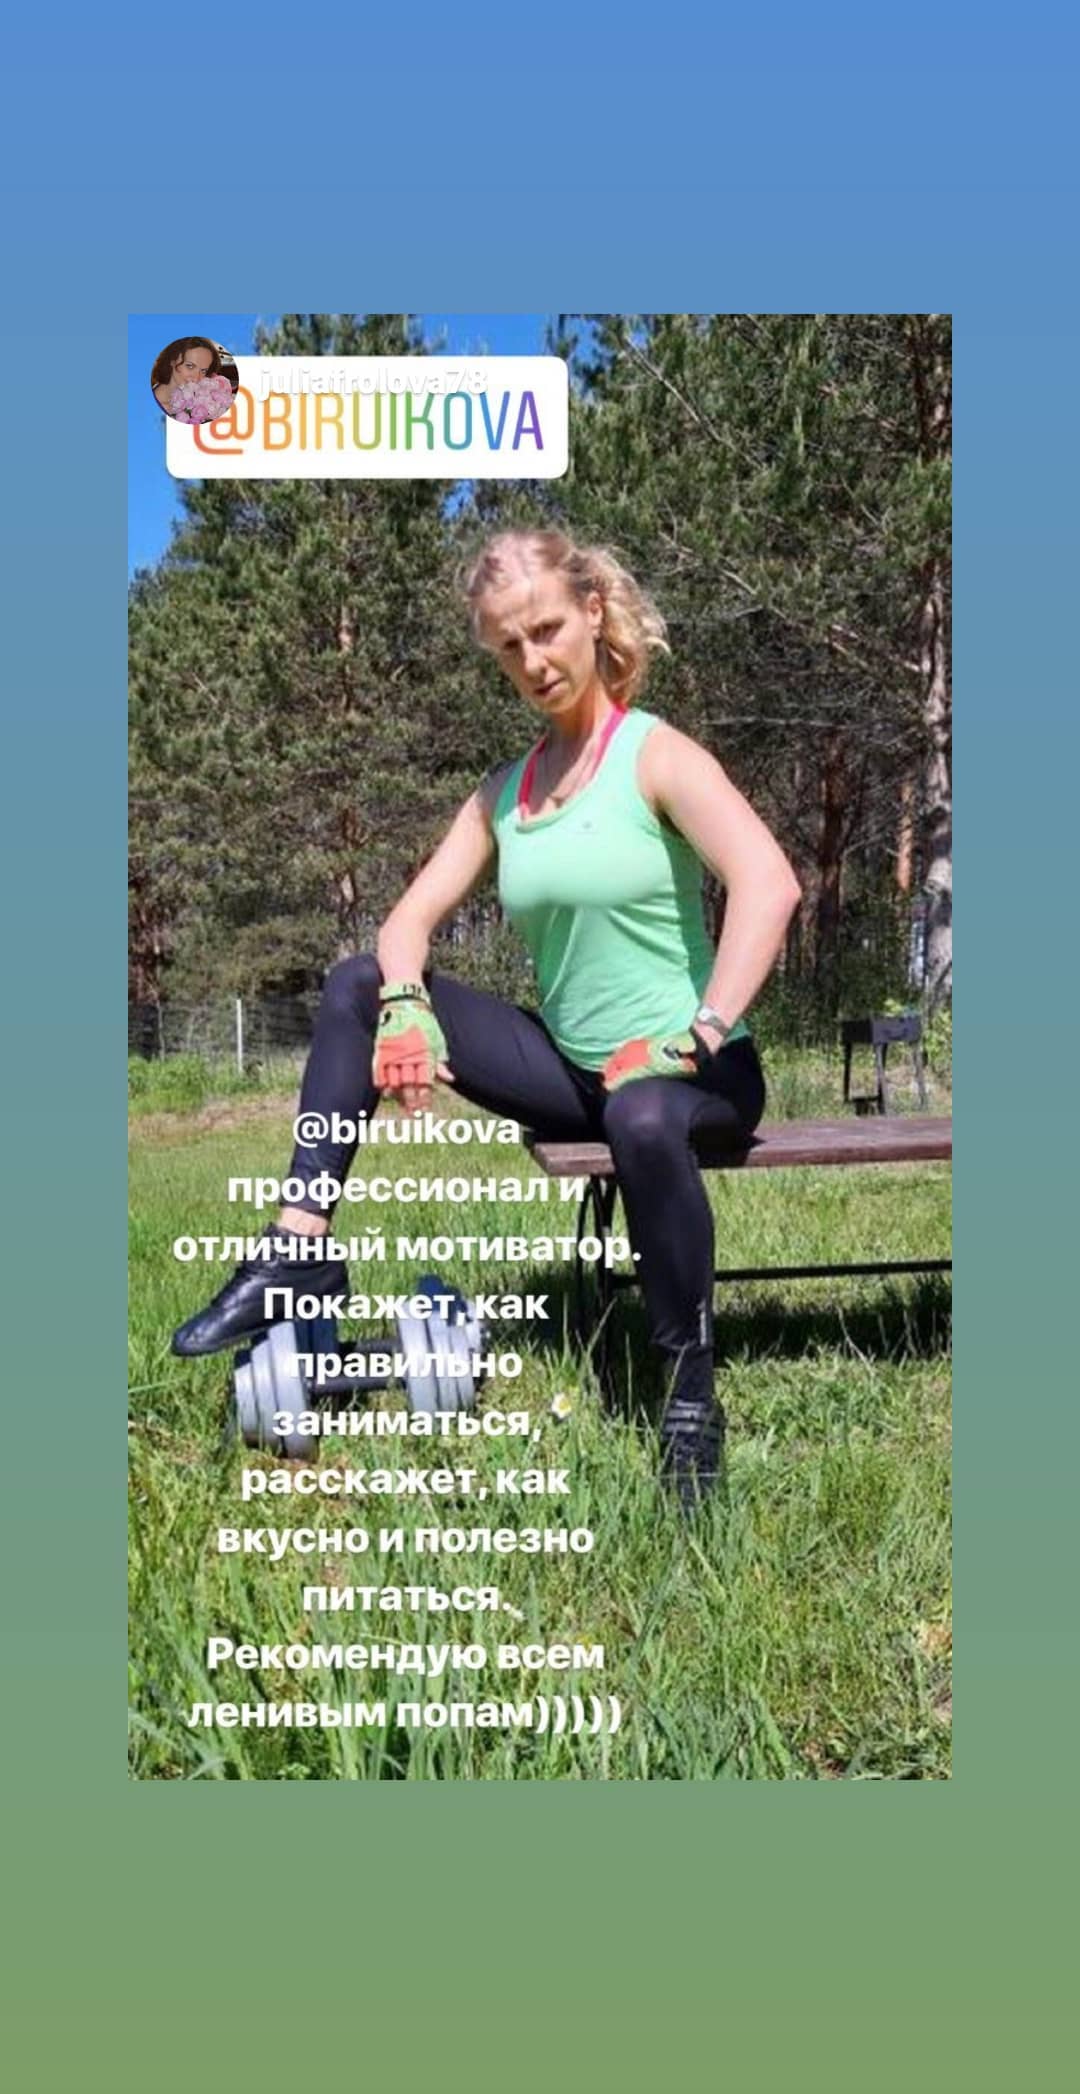 juliafrolova78
@BIRUIKOVA
@biruikova
профессионал и
отличный мотиватор.
Покажет, как
правильно
заниматься,
расскажет, как
вкусно и полезно
питаться.
Рекомендую всем
ленивым попам)))))